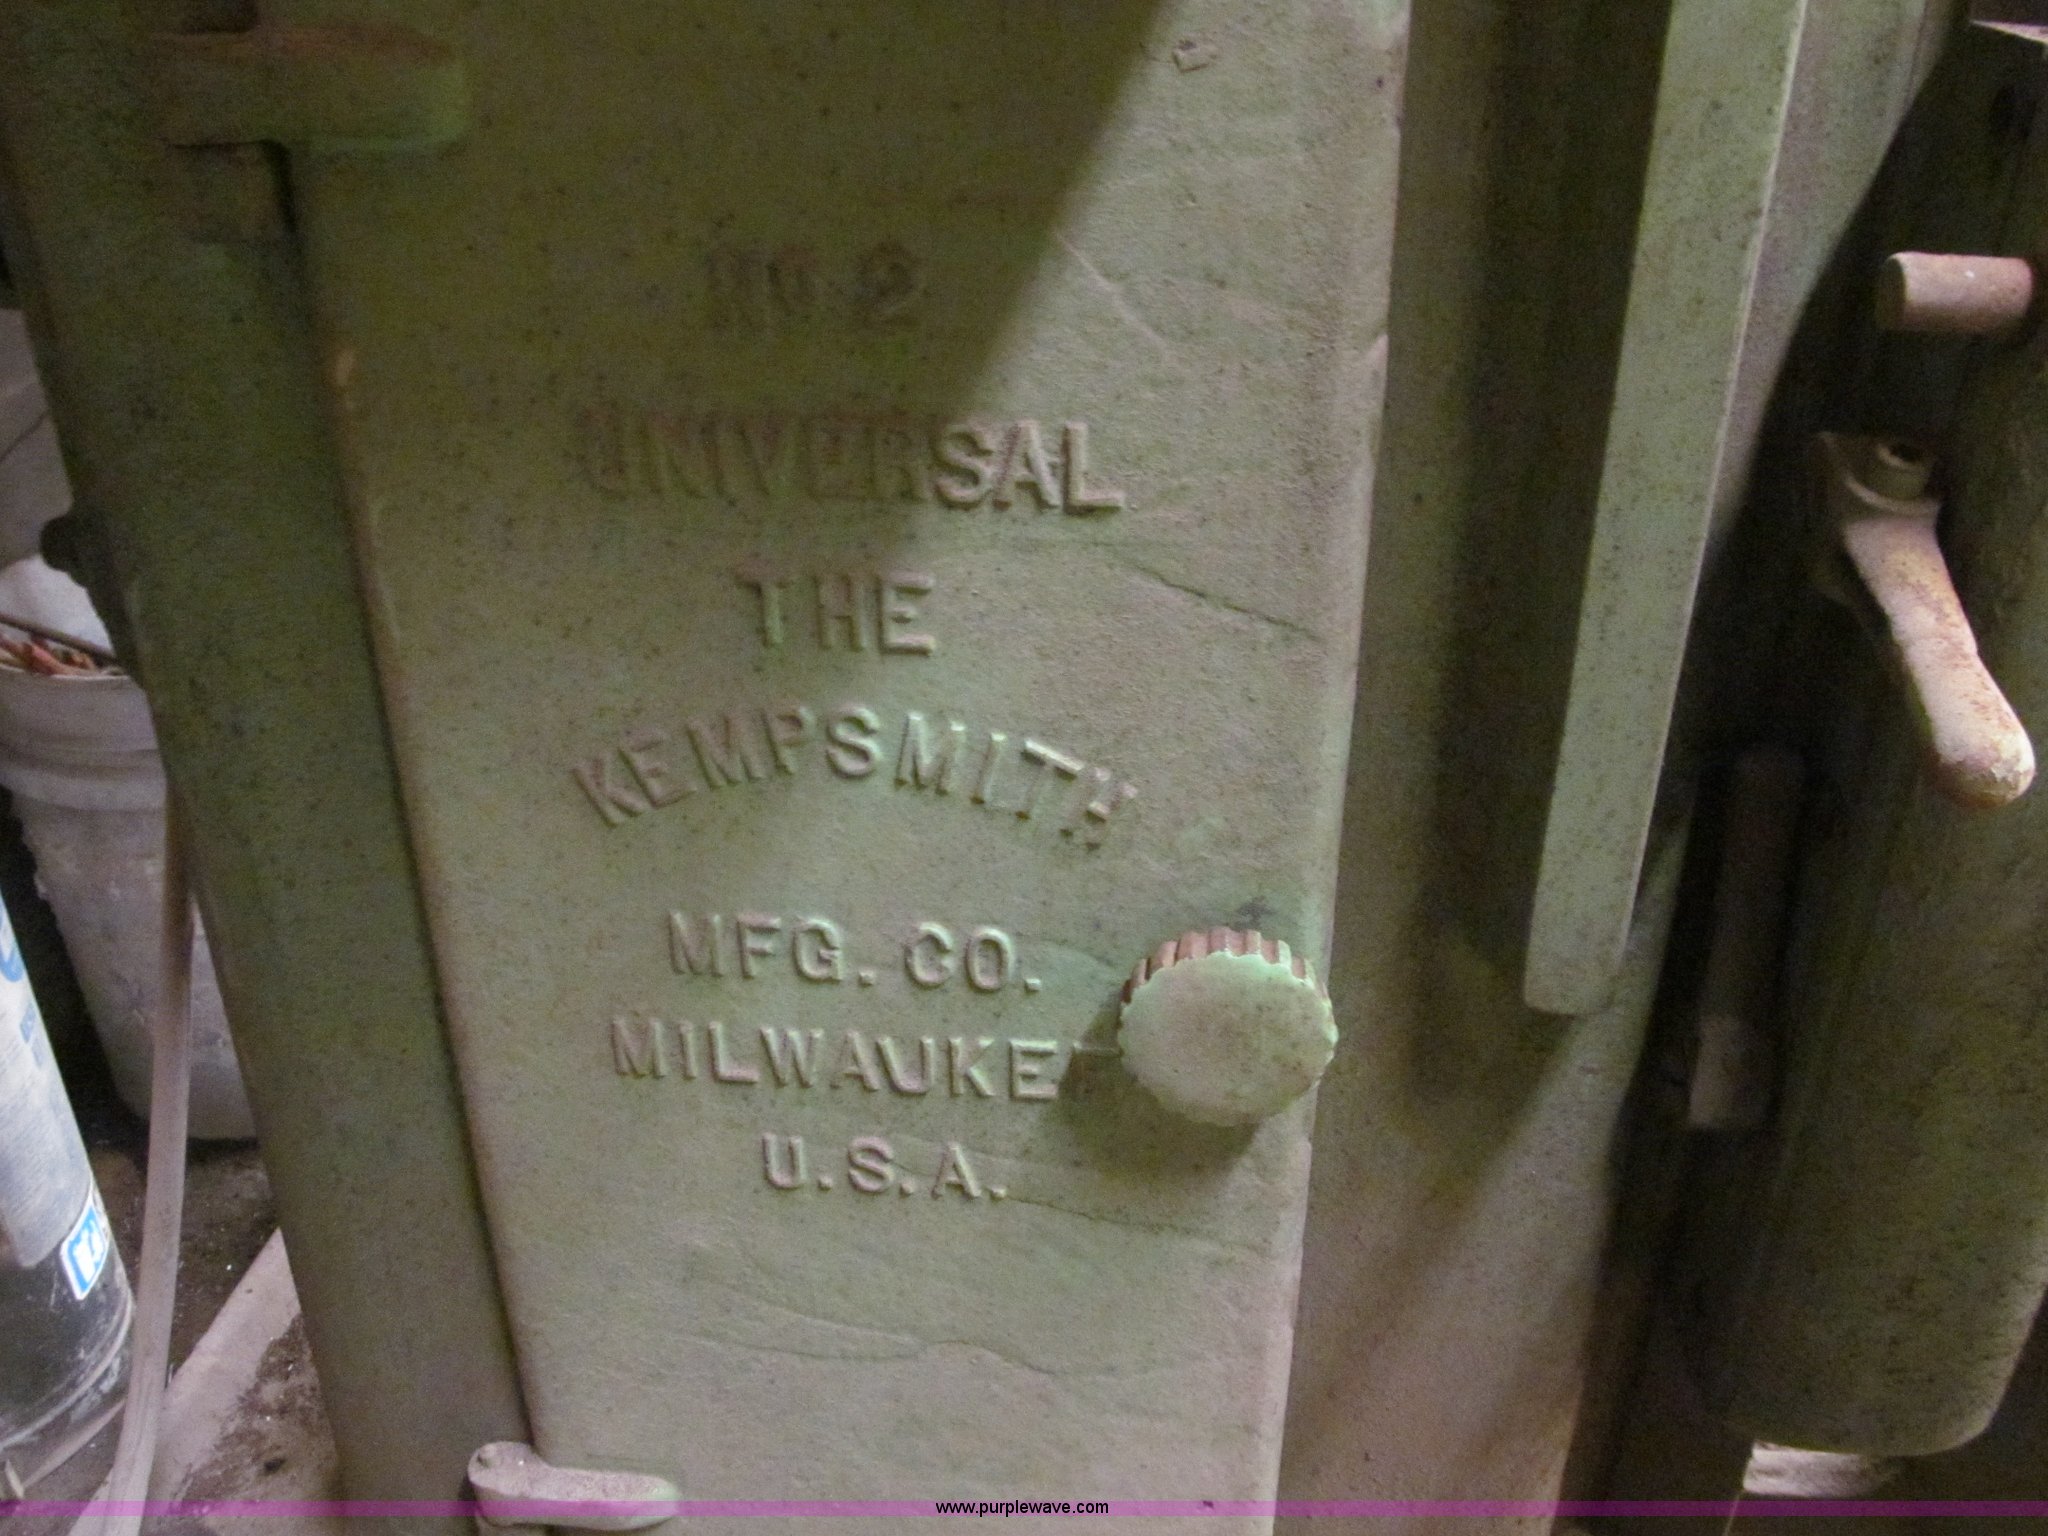 NO. 2
UNIVERSAL
THE
KEMPSMITH
MFG. CO.
MILWAUKEE
U.S.A.
www.purplewave.com